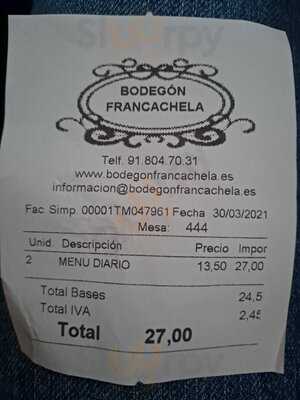 BODEGÓN
FRANCACHELA
Telf. 91 804.70.31
www.bodegonfrancachela.es
informacion@bodegonfrancachela.es
Fac. Simp. 00001TM047961 Fecha 30/03/2021
Mesa: 444
Unid. Descripción Precio Impor
2 MENU DIARIO 13,50 27,00
Total Bases 24,5
Total IVA 2,45
Total 27,00